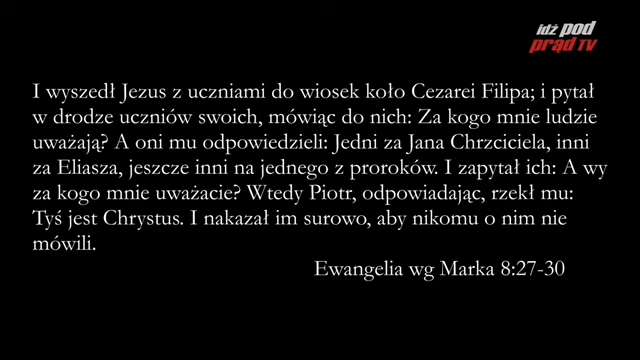 idź pod
prąd TV
I wyszedł Jezus z uczniami do wiosek koło Cezarei Filipa; i pytał
w drodze uczniów swoich, mówiąc do nich: Za kogo mnie ludzie
uważają? A oni mu odpowiedzieli: Jedni za Jana Chrzciciela, inni
za Eliasza, jeszcze inni na jednego z proroków. I zapytał ich: A wy
za kogo mnie uważacie? Wtedy Piotr, odpowiadając, rzekł mu:
Tyś jest Chrystus. I nakazał im surowo, aby nikomu o nim nie
mówili.
Ewangelia wg Marka 8:27-30